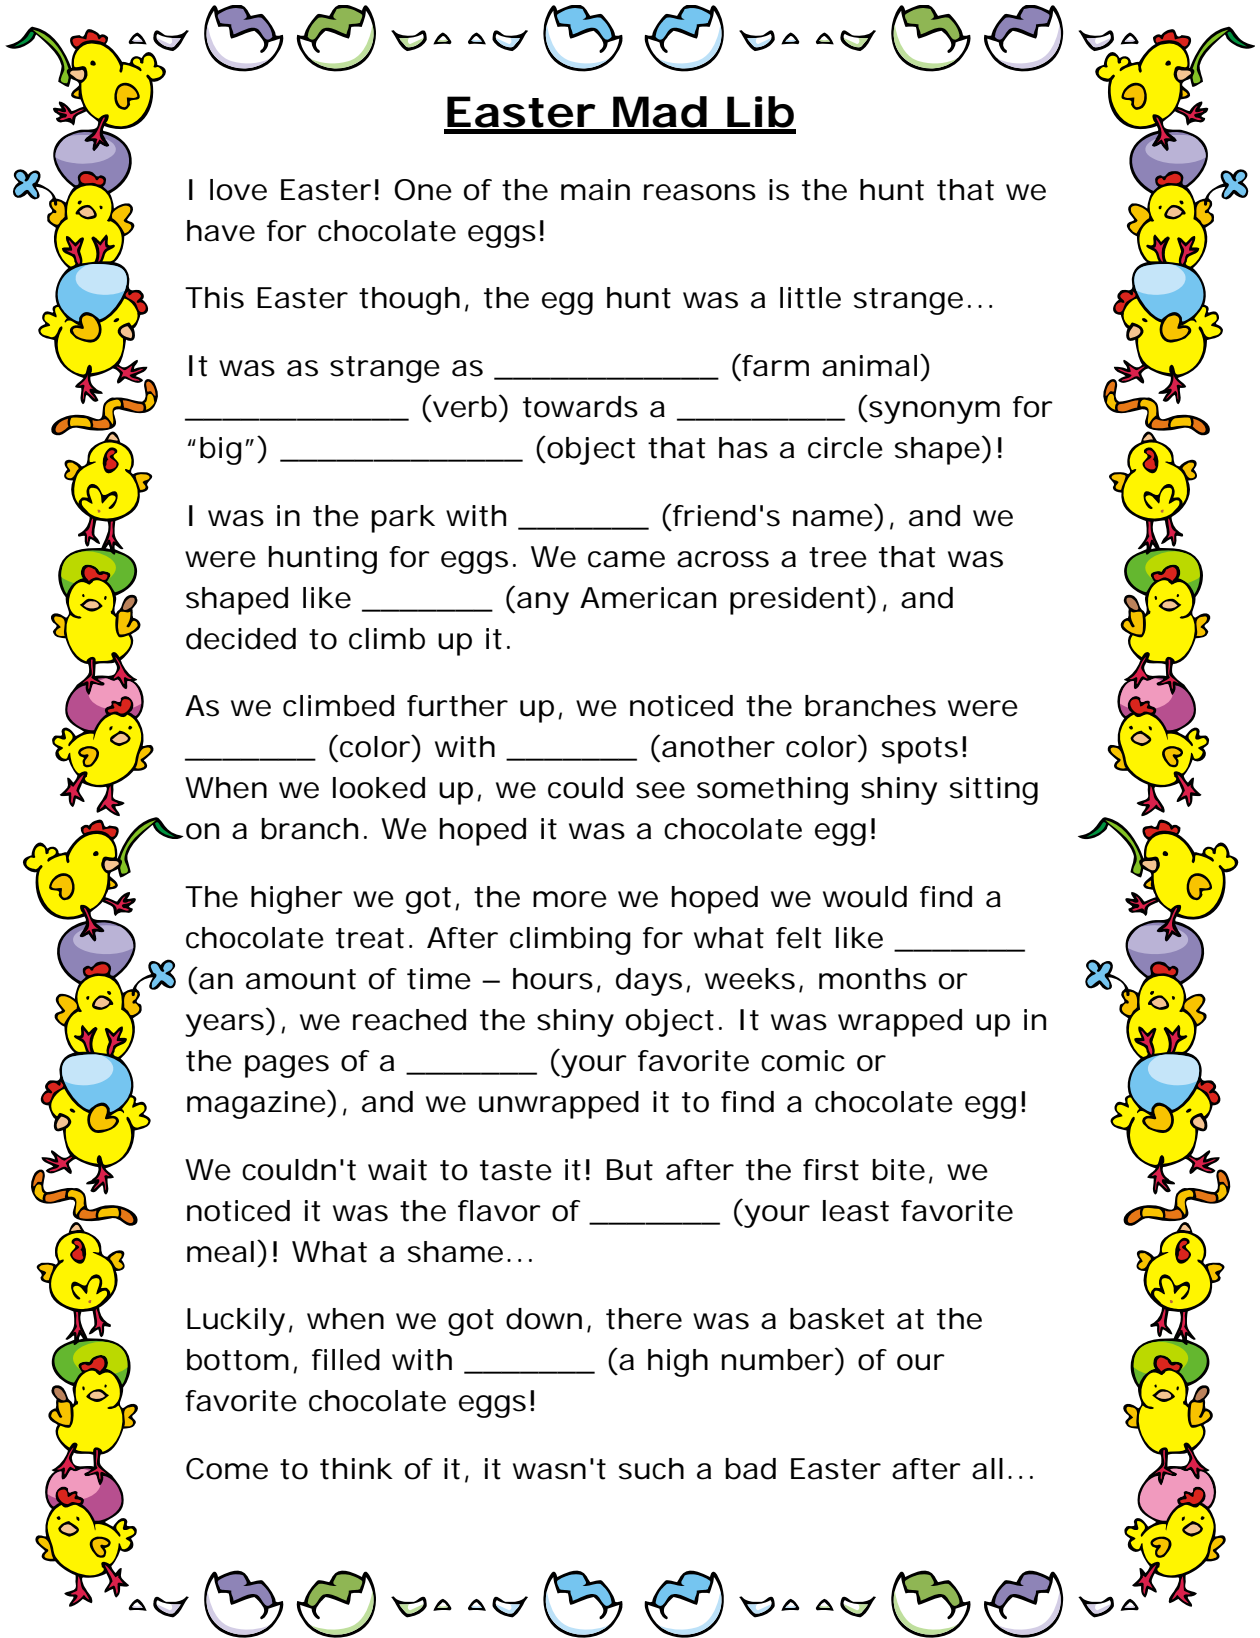 Easter Mad Lib
I love Easter! One of the main reasons is the hunt that we
have for chocolate eggs!
This Easter though, the egg hunt was a little strange...
It was as strange as ____________ (farm animal)
____________ (verb) towards a _________ (synonym for
“big”) _____________ (object that has a circle shape)!
I was in the park with _______ (friend's name), and we
were hunting for eggs. We came across a tree that was
shaped like _______ (any American president), and
decided to climb up it.
As we climbed further up, we noticed the branches were
_______ (color) with _______ (another color) spots!
When we looked up, we could see something shiny sitting
on a branch. We hoped it was a chocolate egg!
The higher we got, the more we hoped we would find a
chocolate treat. After climbing for what felt like _______
(an amount of time – hours, days, weeks, months or
years), we reached the shiny object. It was wrapped up in
the pages of a _______ (your favorite comic or
magazine), and we unwrapped it to find a chocolate egg!
We couldn't wait to taste it! But after the first bite, we
noticed it was the flavor of _______ (your least favorite
meal)! What a shame...
Luckily, when we got down, there was a basket at the
bottom, filled with _______ (a high number) of our
favorite chocolate eggs!
Come to think of it, it wasn't such a bad Easter after all...